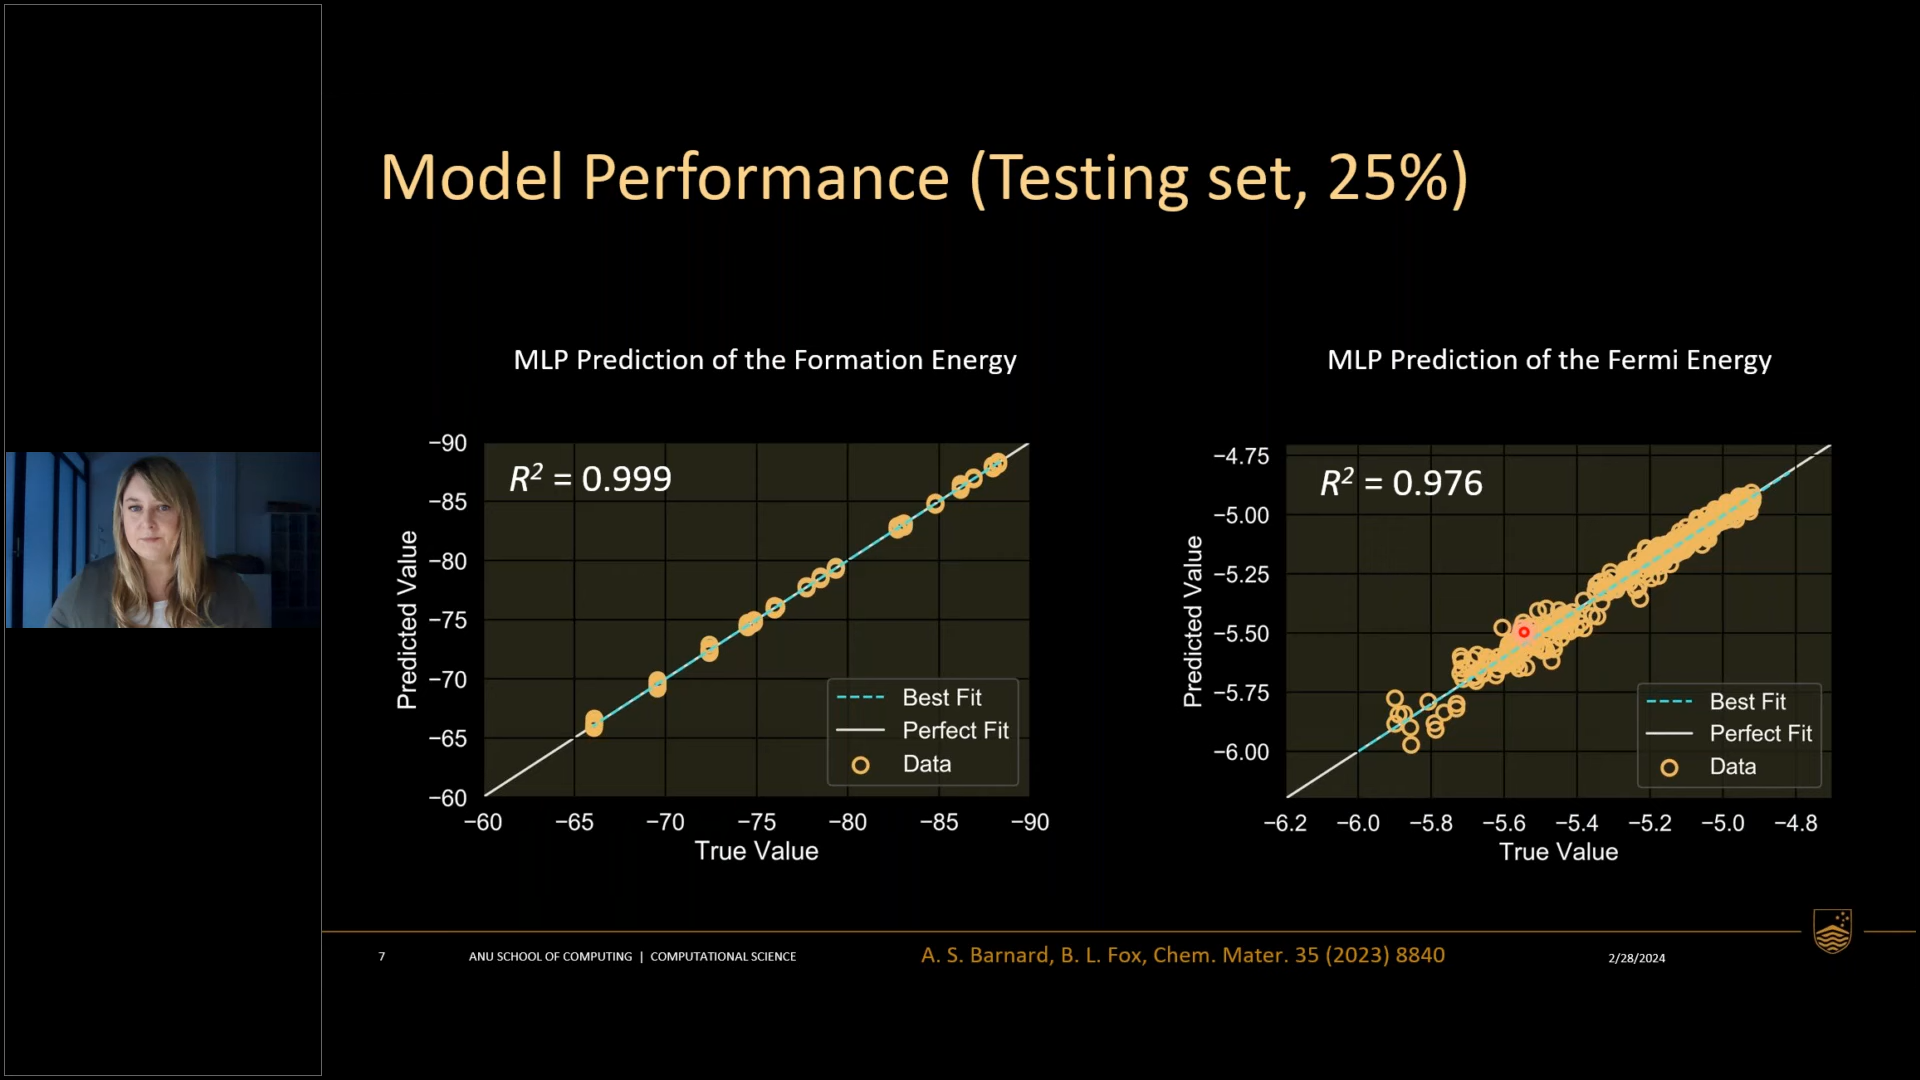 Model Performance (Testing set, 25%)
MLP Prediction of the Formation Energy
−90
−85
−80
−75
−70
−65
−60
Predicted Value
R² = 0.999
Best Fit
Perfect Fit
Data
−60 −65 −70 −75 −80 −85 −90
True Value
MLP Prediction of the Fermi Energy
−4.75
−5.00
−5.25
−5.50
−5.75
−6.00
Predicted Value
R² = 0.976
Best Fit
Perfect Fit
Data
−6.2 −6.0 −5.8 −5.6 −5.4 −5.2 −5.0 −4.8
True Value
7 ANU SCHOOL OF COMPUTING | COMPUTATIONAL SCIENCE A. S. Barnard, B. L. Fox, Chem. Mater. 35 (2023) 8840 2/28/2024